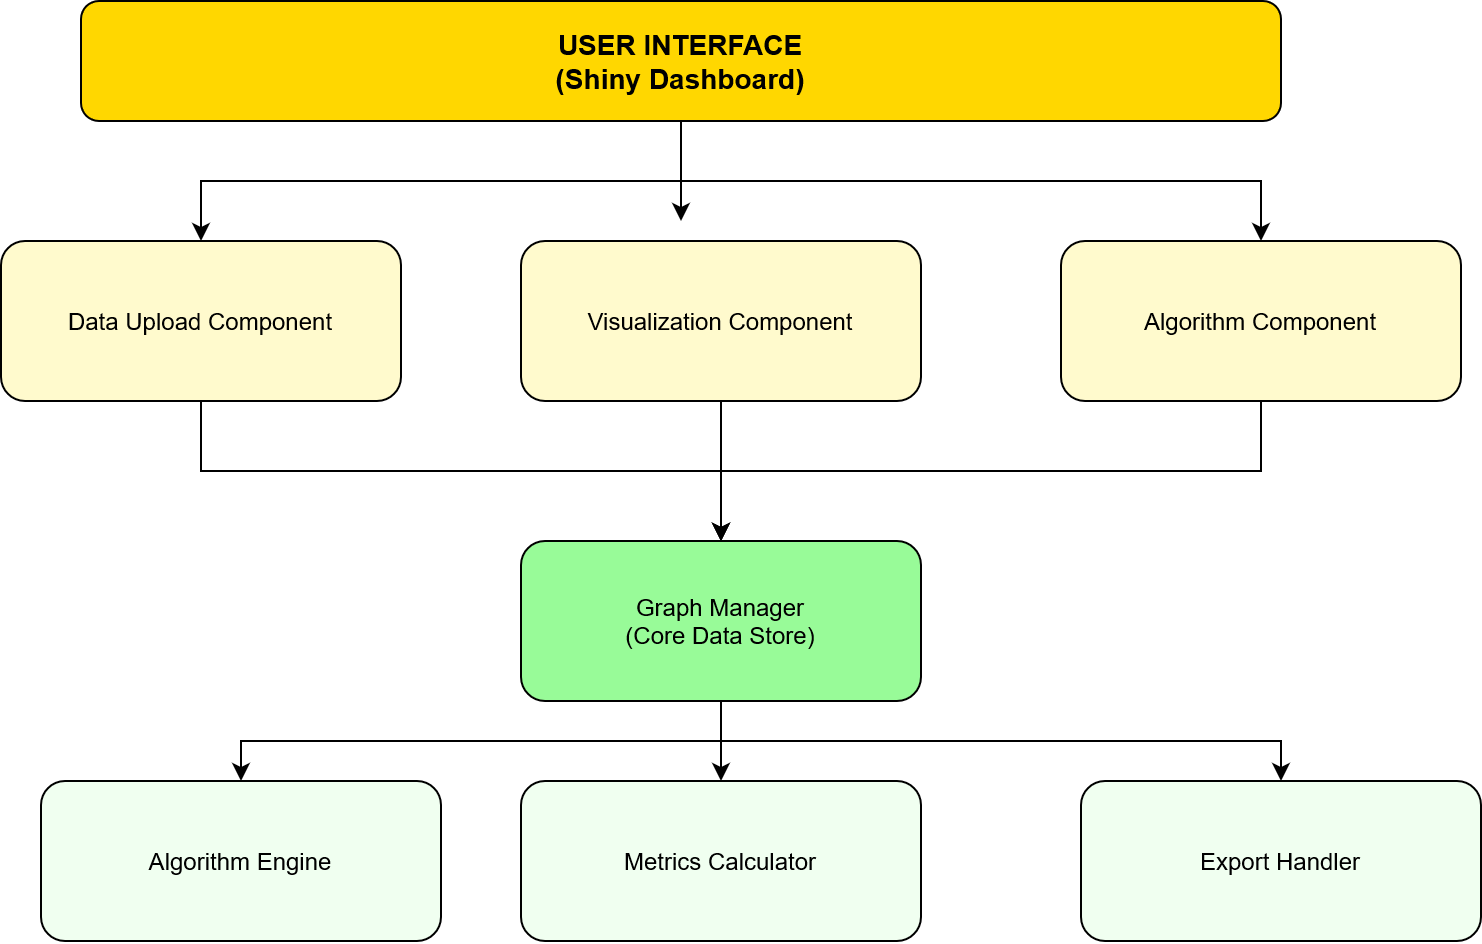 USER INTERFACE
(Shiny Dashboard)
Data Upload Component
Visualization Component
Algorithm Component
Graph Manager
(Core Data Store)
Algorithm Engine
Metrics Calculator
Export Handler